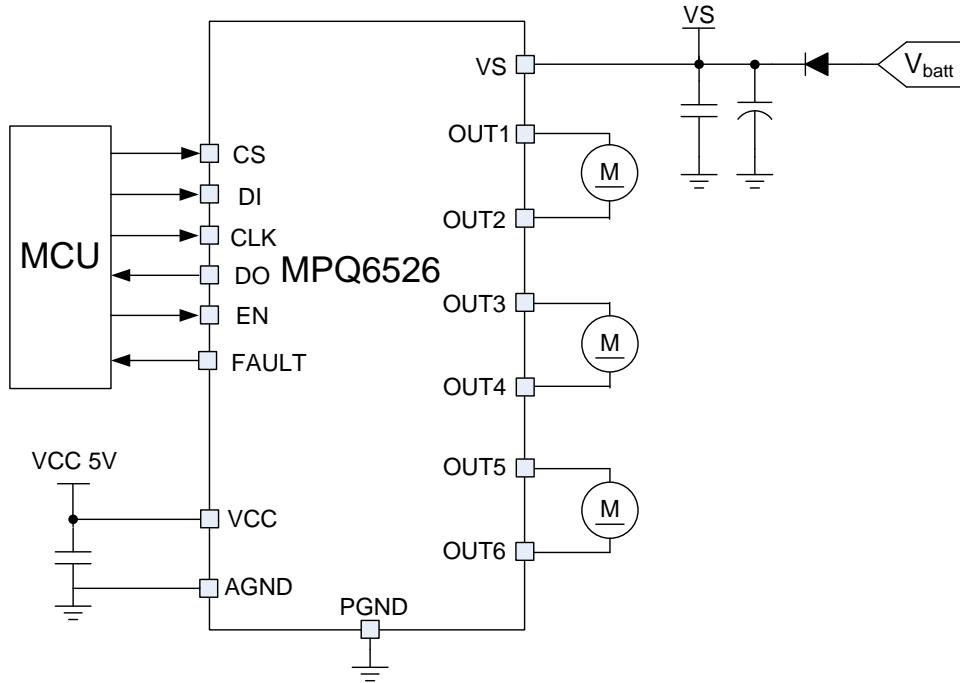 VS
VS
V_batt
OUT1
CS
M
DI
OUT2
CLK
MCU
MPQ6526
DO
OUT3
EN
M
FAULT
OUT4
VCC 5V
OUT5
VCC
M
OUT6
AGND
PGND